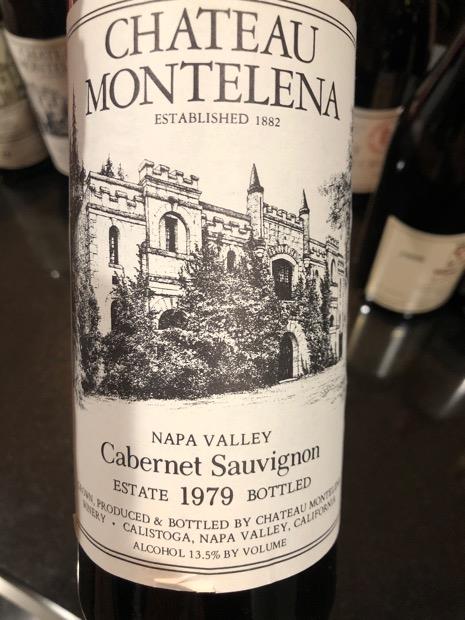 CHATEAU
MONTELENA
ESTABLISHED 1882
NAPA VALLEY
Cabernet Sauvignon
ESTATE 1979 BOTTLED
PRODUCED & BOTTLED BY CHATEAU MONTELENA
WINERY • CALISTOGA, NAPA VALLEY, CALIFORNIA
ALCOHOL 13.5% BY VOLUME